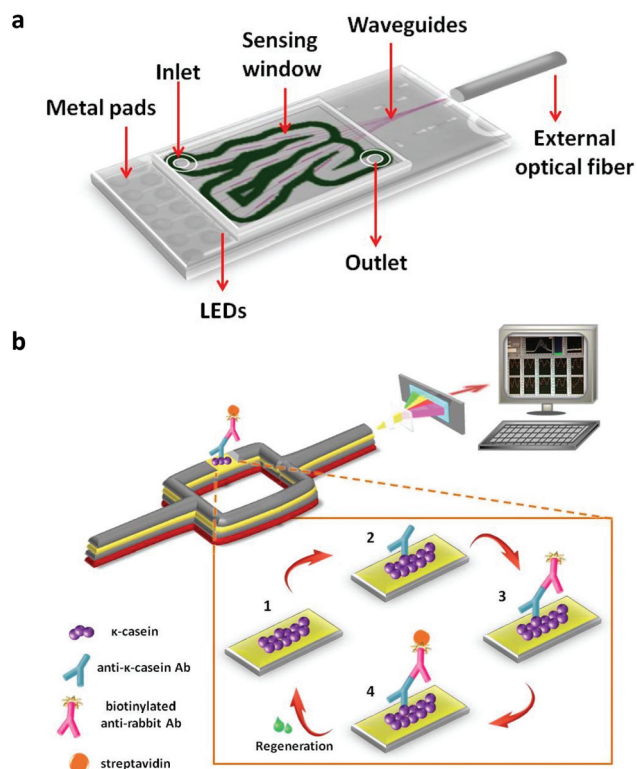 a
Waveguides
Sensing
window
Inlet
Metal pads
External
optical fiber
Outlet
LEDs
b
2
1
3
4
κ-casein
anti-κ-casein Ab
biotinylated
anti-rabbit Ab
streptavidin
Regeneration